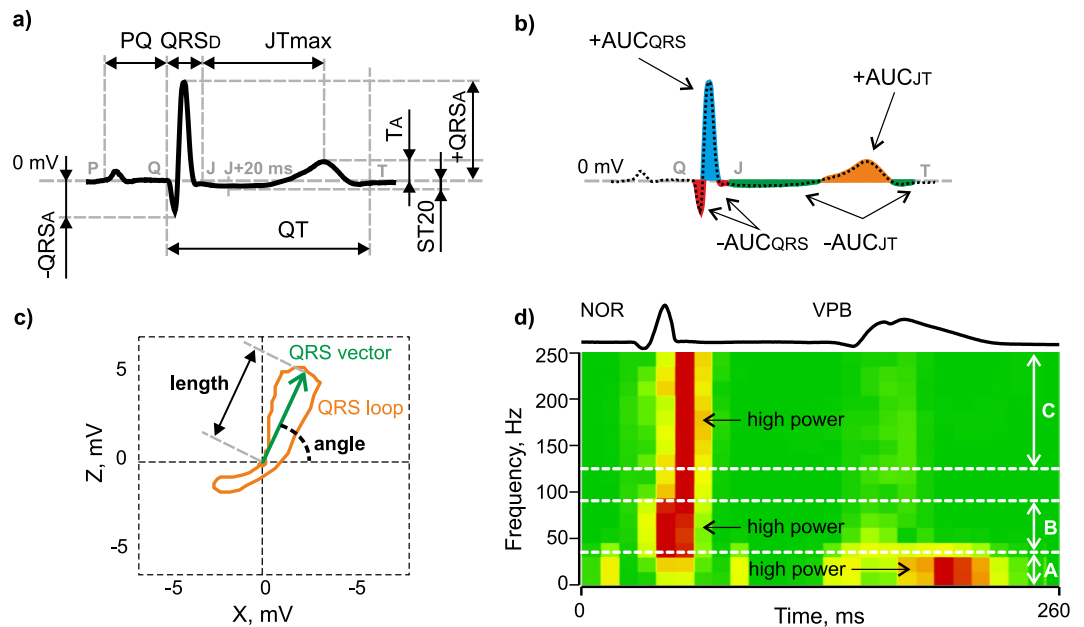 a)
PQ QRSD JTmax
0 mV
P Q J J+20 ms T
TA
+QRSA
-QRSA
ST20
QT
b)
+AUCQRS
+AUCJT
0 mV
Q J T
-AUCQRS -AUCJT
c)
QRS vector
length
QRS loop
angle
Z, mV
5
0
-5
-5 0 -5
X, mV
d)
NOR VPB
250
200
150
100
50
0
Frequency, Hz
high power
high power
high power
C
B
A
0 Time, ms 260